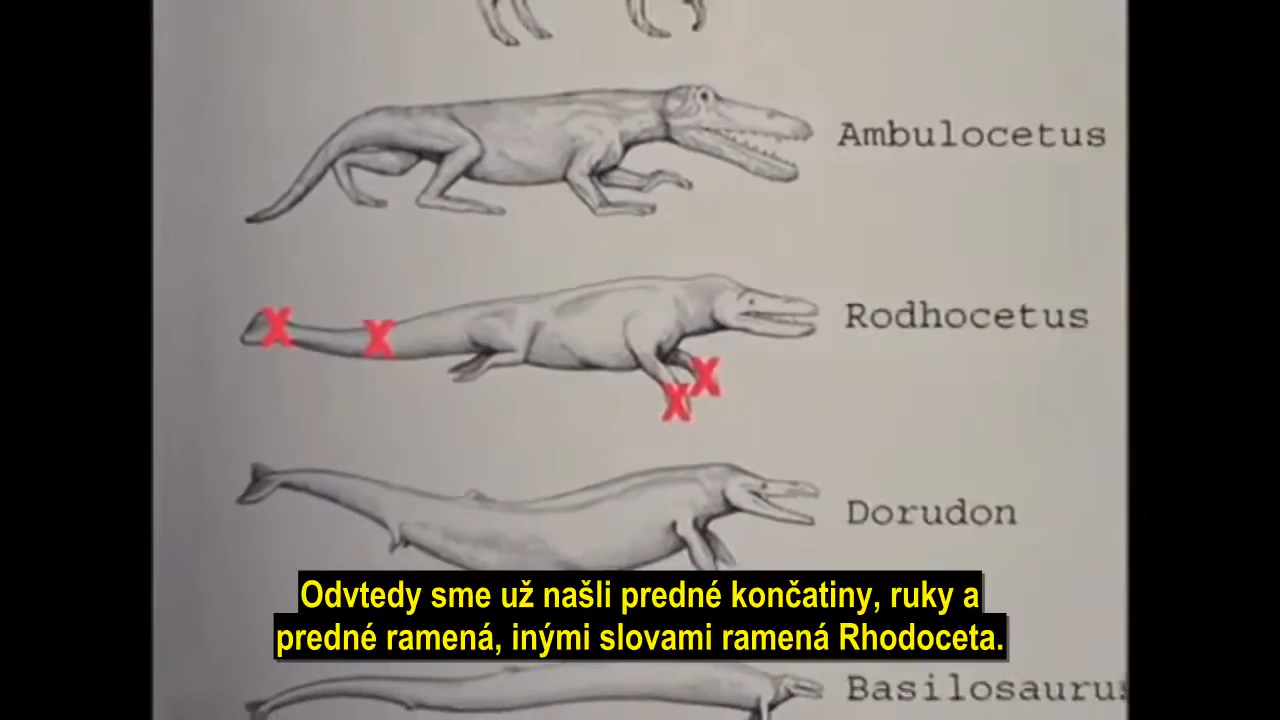 Ambulocetus
Rodhocetus
X X
X
X
Dorudon
Odvtedy sme už našli predné končatiny, ruky a
predné ramená, inými slovami ramená Rhodoceta.
Basilosaurus